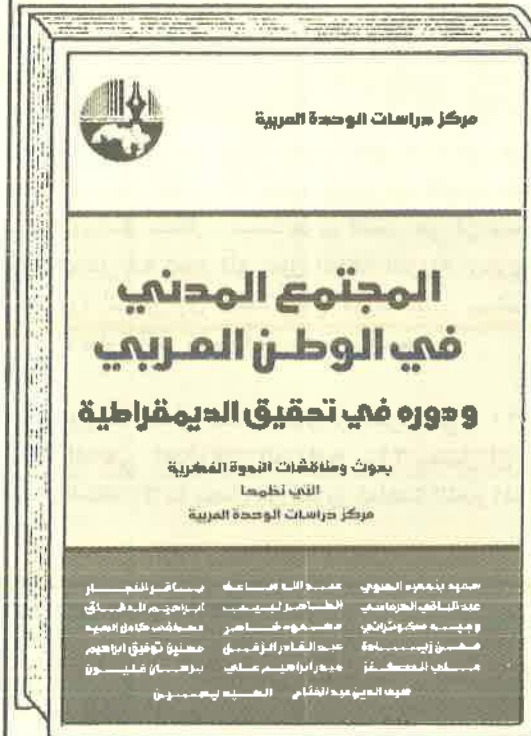 مركز دراسات الوحدة العربية
المجتمع المدني
في الوطن العربي
ودوره في تحقيق الديمقراطية
بحوث ومناقشات الندوة الفكرية
التي نظمها
مركز دراسات الوحدة العربية
سعيد بنسعيد العلوي عبد الله ساعف باقر النجار
عبد الباقي الهرماسي الطاهر لبيب ابراهيم الدقاق
وجيه كوثراني محمود مصطفى كامل السيد
عبد القادر الزغل حسنين توفيق ابراهيم
حيدر ابراهيم علي برهان غليون
سيف الدين عبد الفتاح السيد يسين